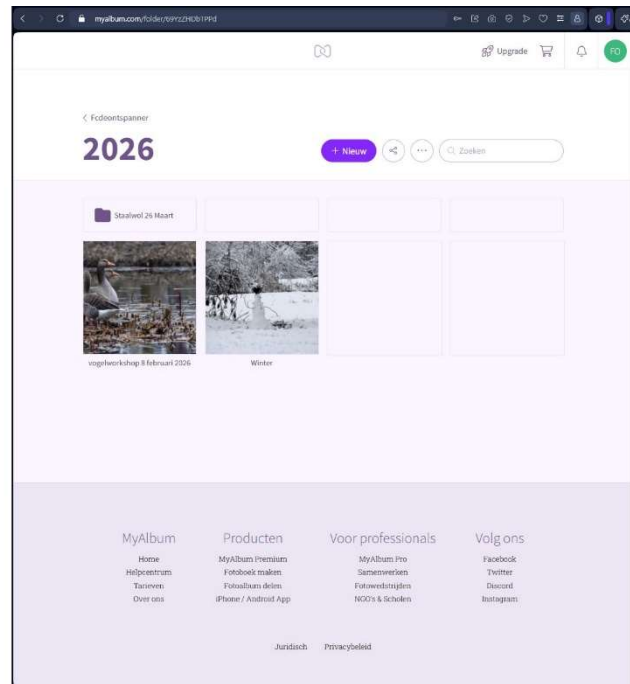 myalbum.com/folder/69YzZHDb1PPd
Upgrade
FO
Fcdeontspanner
2026
+ Nieuw
Zoeken
Staalwol 26 Maart
vogelworkshop 8 februari 2026
Winter
MyAlbum
Home
Helpcentrum
Tarieven
Over ons
Producten
MyAlbum Premium
Fotoboek maken
Fotoalbum delen
iPhone / Android App
Voor professionals
MyAlbum Pro
Samenwerken
Fotowedstrijden
NGO's & Scholen
Volg ons
Facebook
Twitter
Discord
Instagram
Juridisch
Privacybeleid